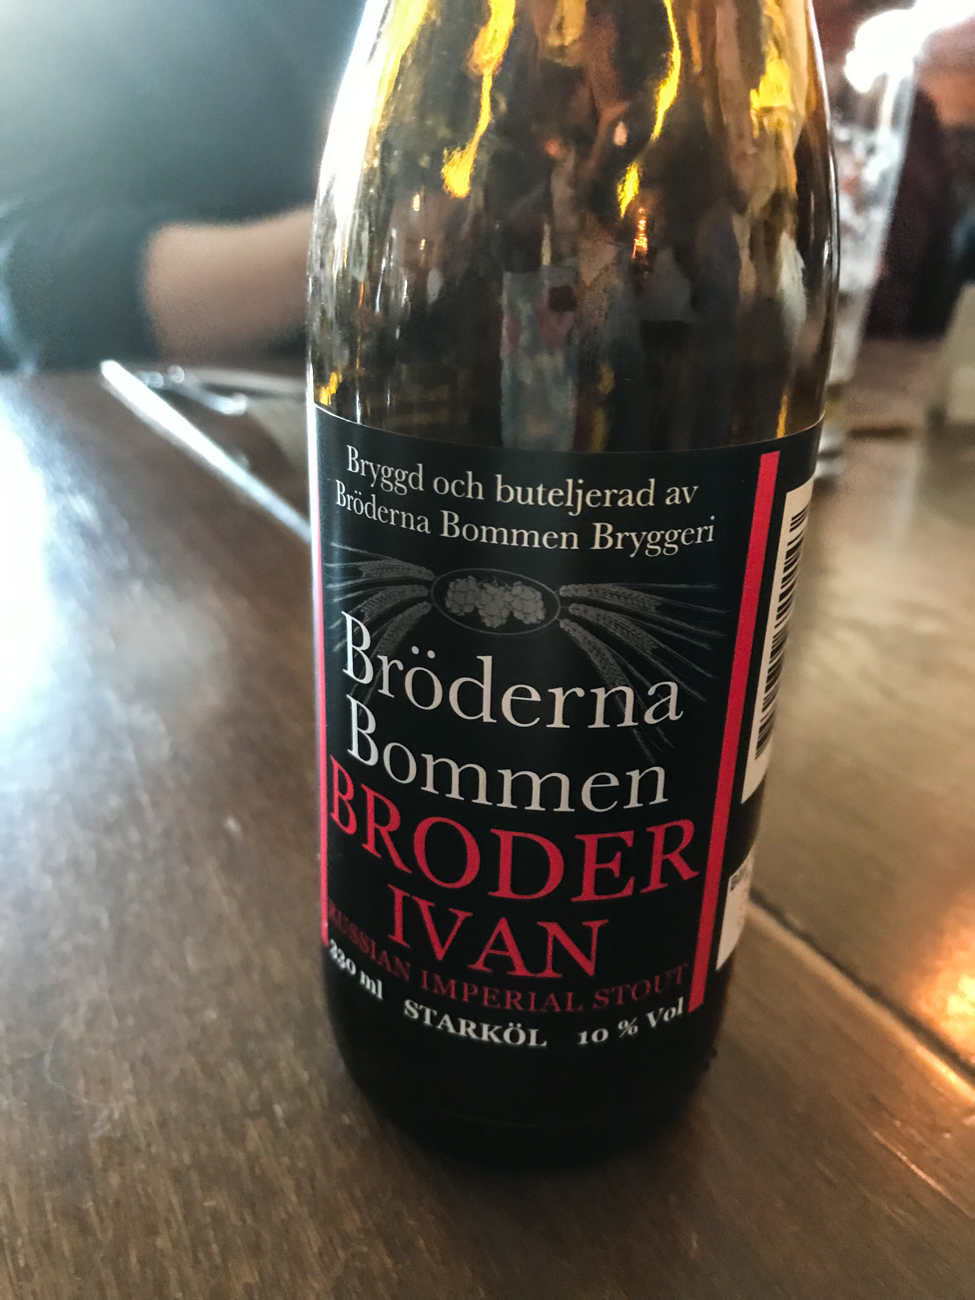 Bryggd och buteljerad av
Bröderna Bommen Bryggeri
Bröderna
Bommen
BRODER
IVAN
RUSSIAN IMPERIAL STOUT
330 ml STARKÖL 10 % Vol